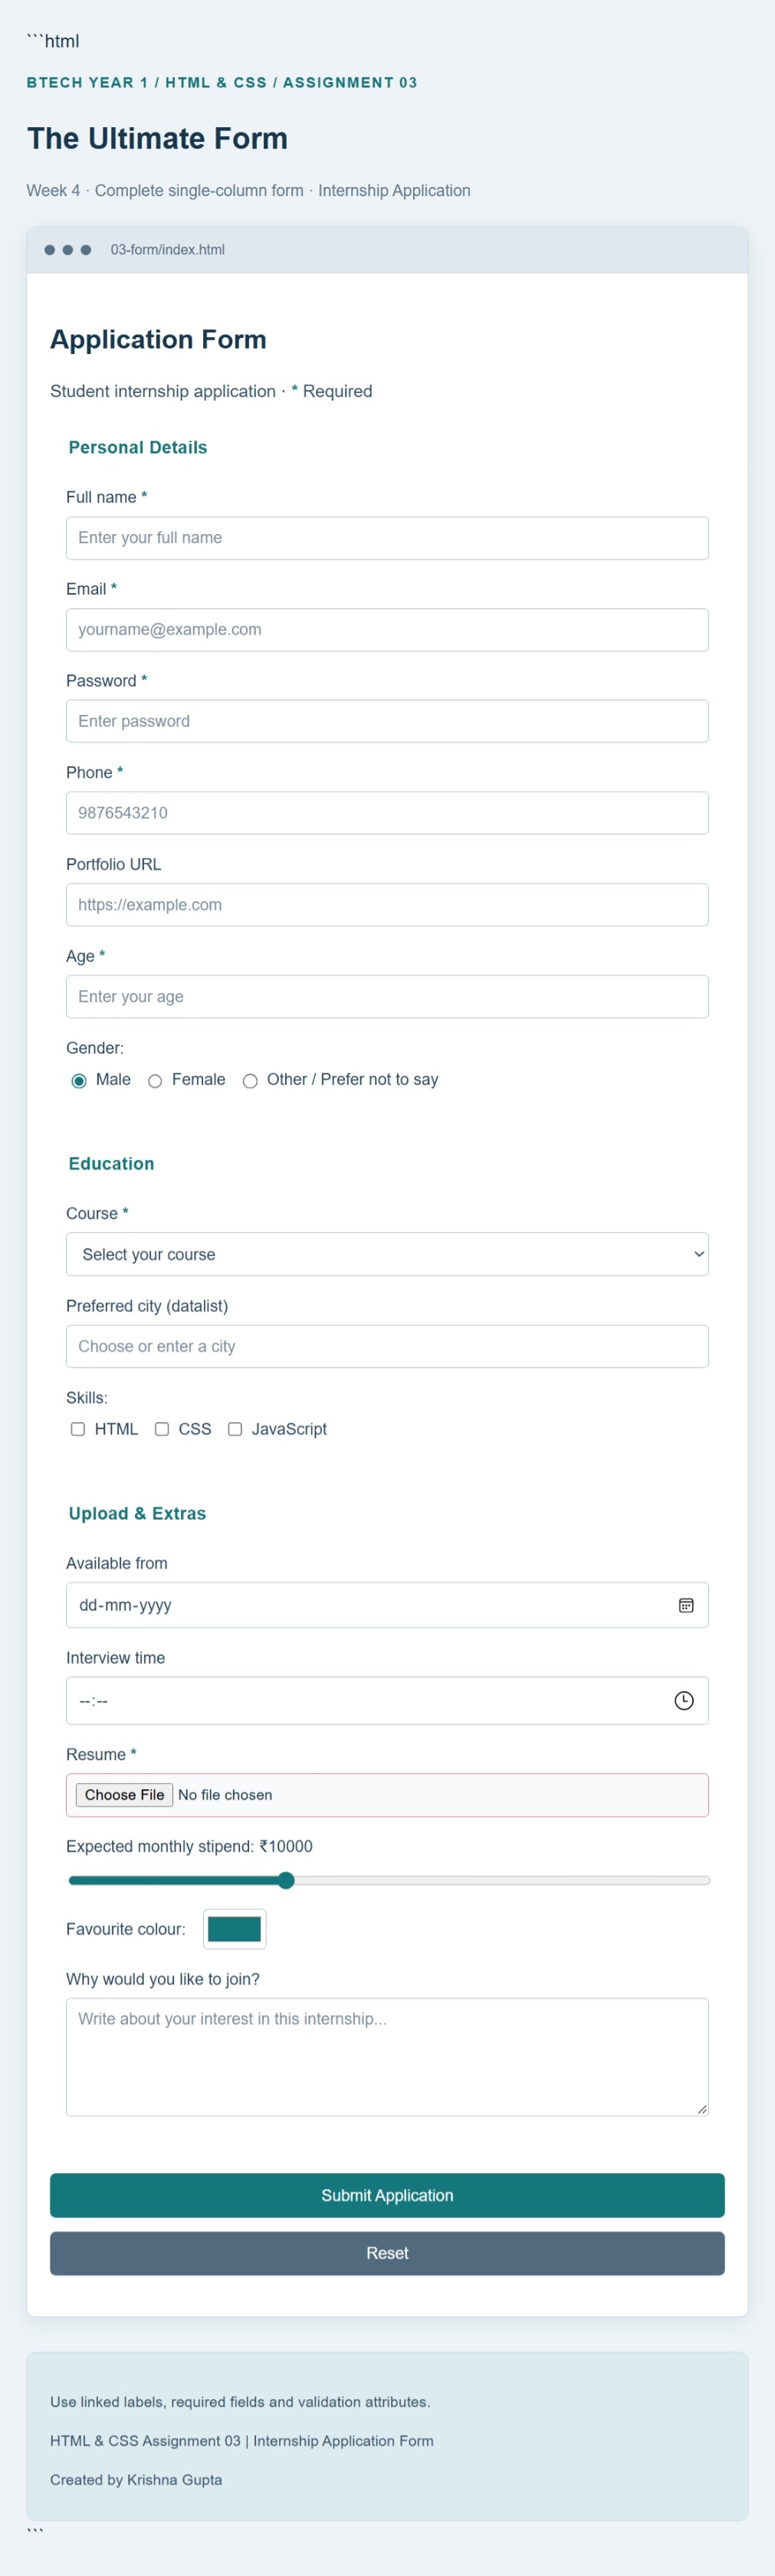 ```html
BTECH YEAR 1 / HTML & CSS / ASSIGNMENT 03
The Ultimate Form
Week 4 · Complete single-column form · Internship Application
03-form/index.html
Application Form
Student internship application · * Required
Personal Details
Full name *
Enter your full name
Email *
yourname@example.com
Password *
Enter password
Phone *
9876543210
Portfolio URL
https://example.com
Age *
Enter your age
Gender:
Male Female Other / Prefer not to say
Education
Course *
Select your course
Preferred city (datalist)
Choose or enter a city
Skills:
HTML CSS JavaScript
Upload & Extras
Available from
dd-mm-yyyy
Interview time
--:--
Resume *
Choose File No file chosen
Expected monthly stipend: ₹10000
Favourite colour:
Why would you like to join?
Write about your interest in this internship...
Submit Application
Reset
Use linked labels, required fields and validation attributes.
HTML & CSS Assignment 03 | Internship Application Form
Created by Krishna Gupta
```